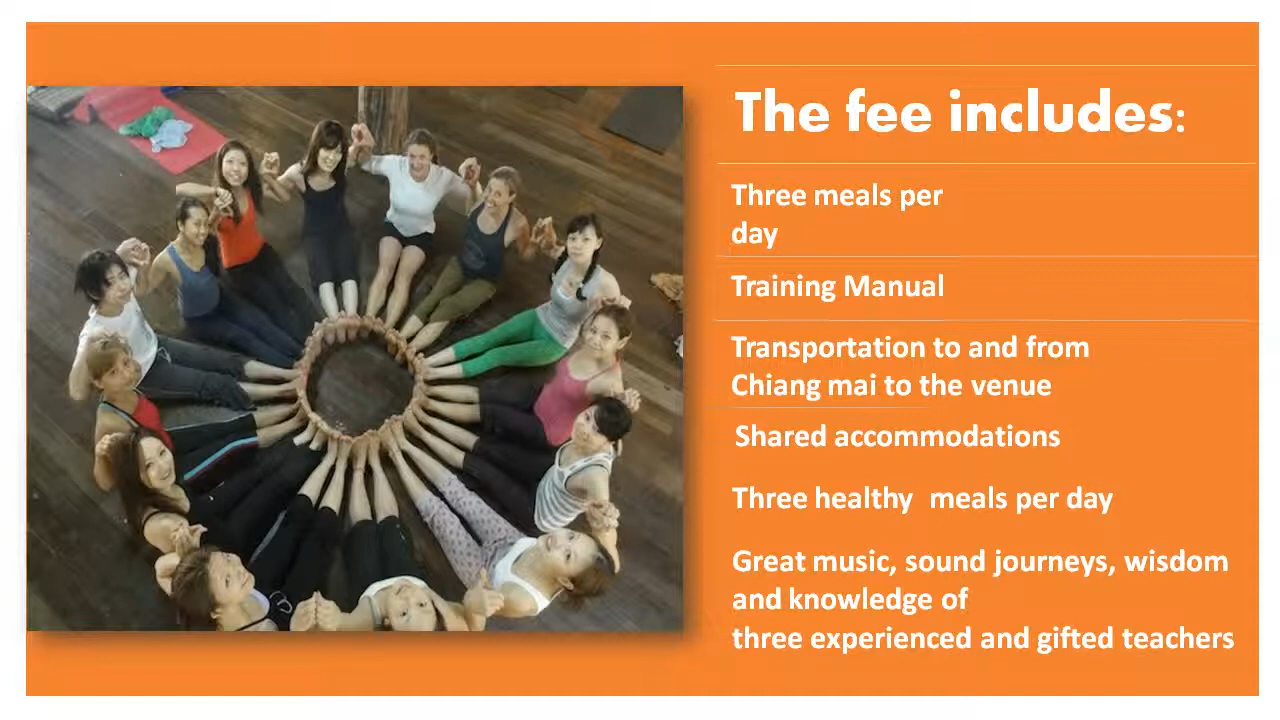 The fee includes:
Three meals per
day
Training Manual
Transportation to and from
Chiang mai to the venue
Shared accommodations
Three healthy  meals per day
Great music, sound journeys, wisdom
and knowledge of
three experienced and gifted teachers